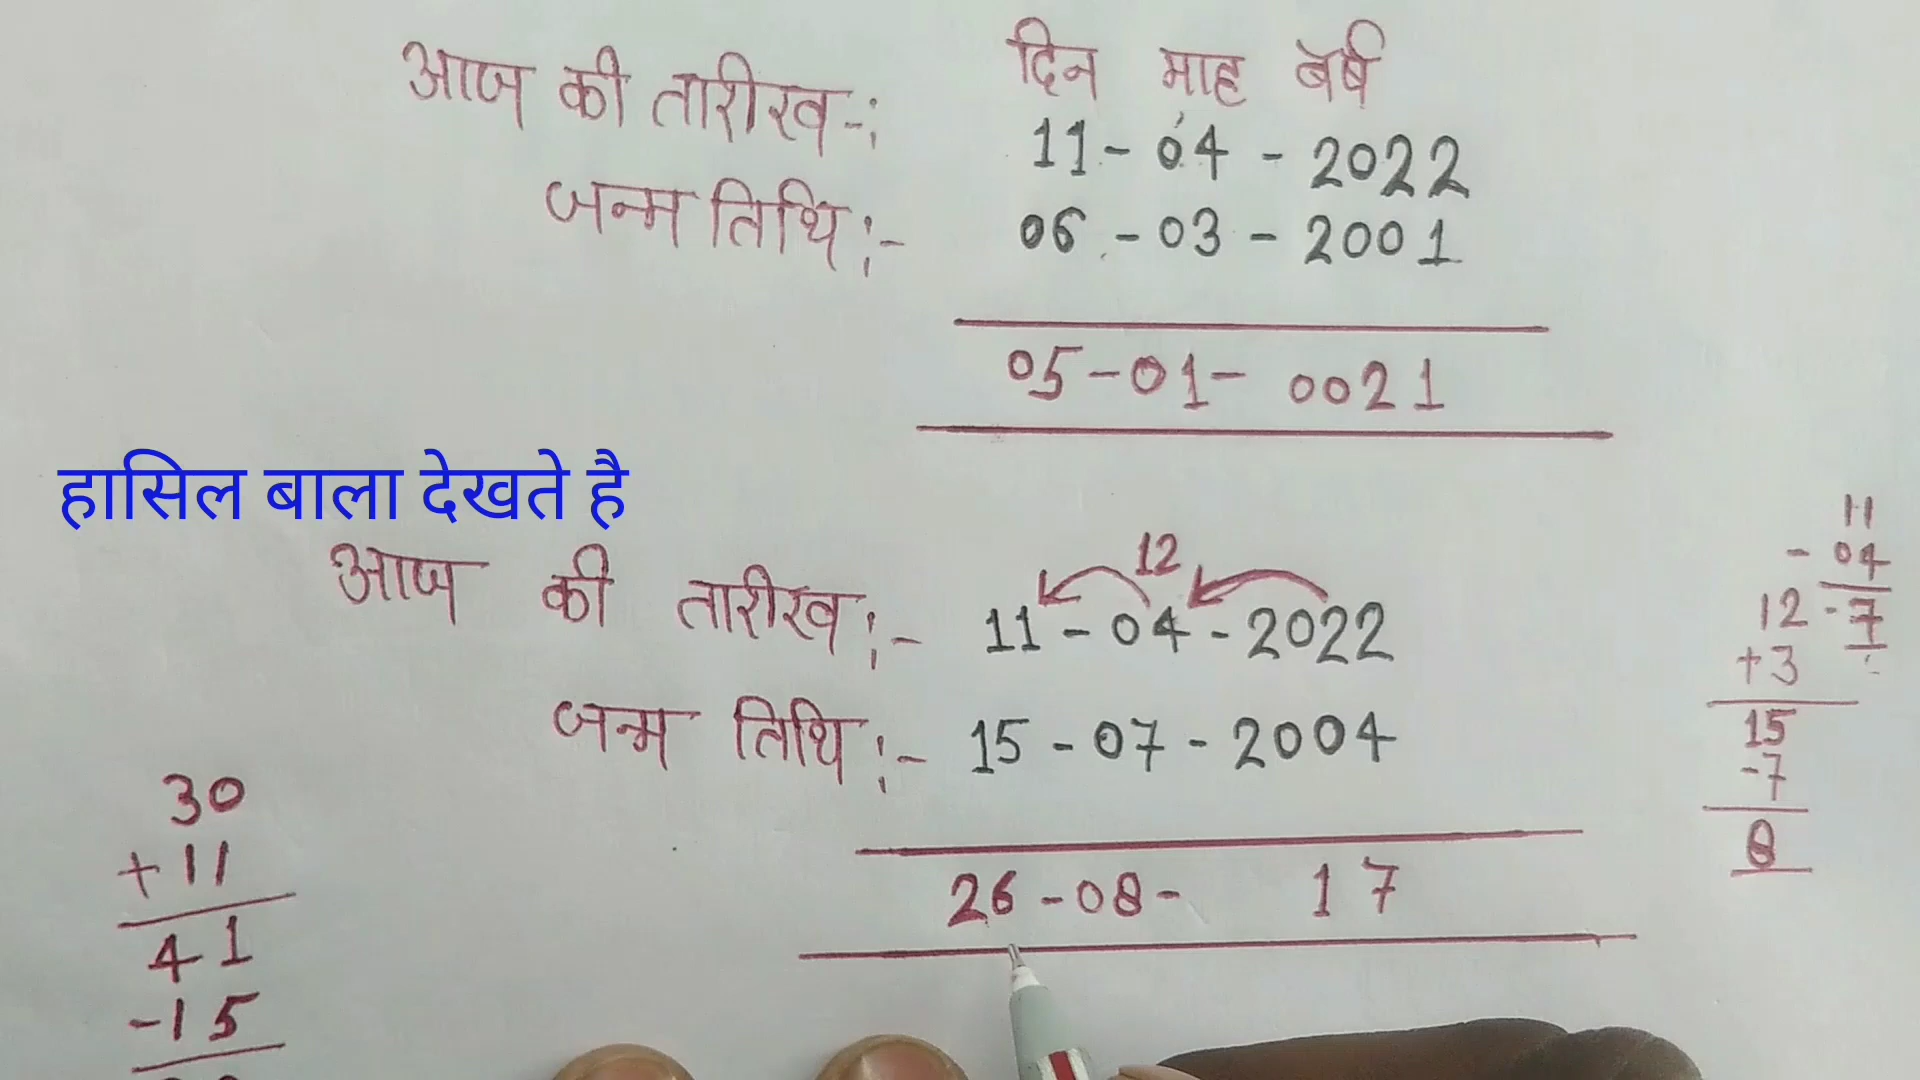 दिन माह बर्ष
आज की तारीख-: 11-04-2022
जन्म तिथि:- 06-03-2001
05-01-0021
हासिल बाला देखते है
12
आज की तारीख:- 11-04-2022
जन्म तिथि:- 15-07-2004
26-08- 17
30
+11
41
-15
11
-04
12-7
+3
15
-7
8